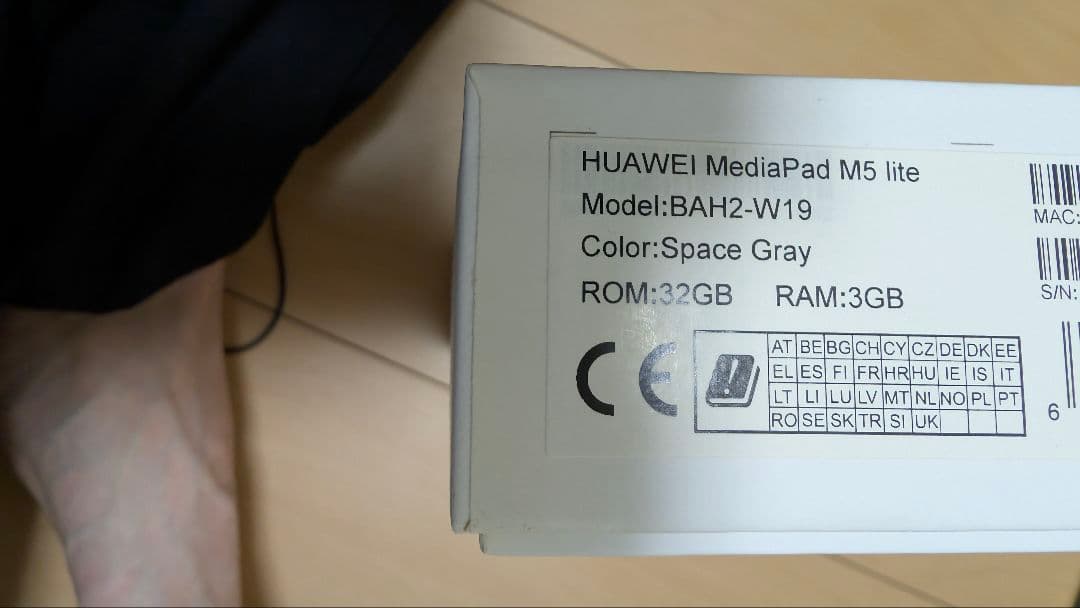 HUAWEI MediaPad M5 lite
Model:BAH2-W19
Color:Space Gray
ROM:32GB RAM:3GB
MAC:
S/N:
CE
AT BE BG CH CY CZ DE DK EE
EL ES FI FR HR HU IE IS IT
LT LI LU LV MT NL NO PL PT
RO SE SK TR SI UK
6